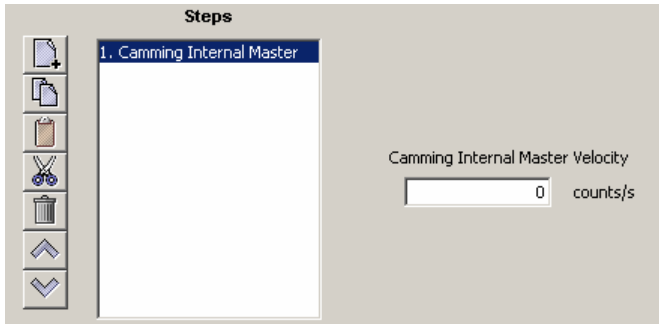 Steps
1. Camming Internal Master
Camming Internal Master Velocity
0 counts/s